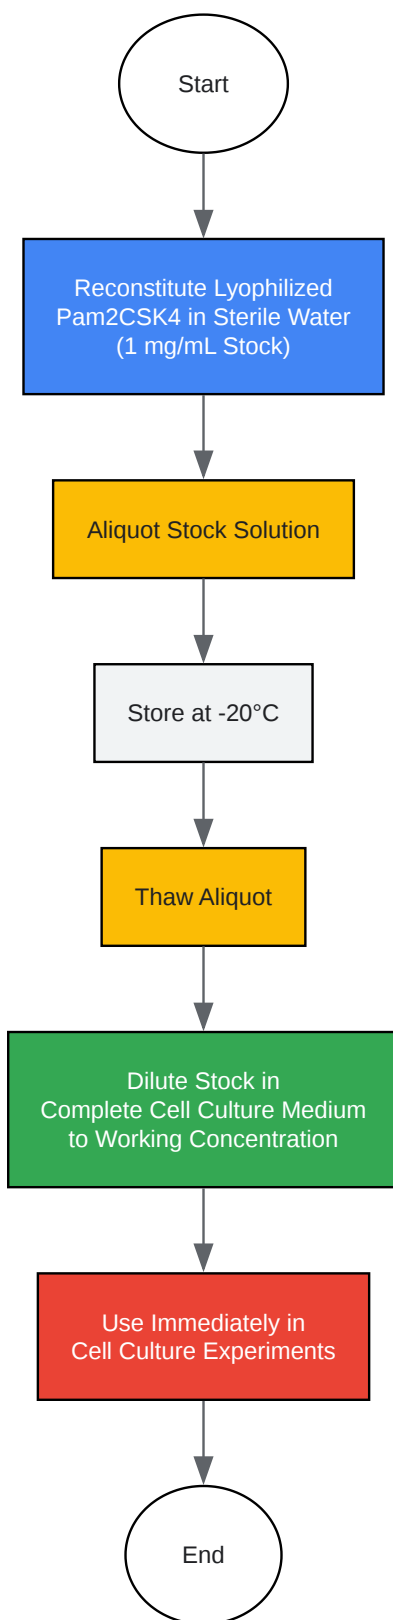 Start
Reconstitute Lyophilized
Pam2CSK4 in Sterile Water
(1 mg/mL Stock)
Aliquot Stock Solution
Store at -20°C
Thaw Aliquot
Dilute Stock in
Complete Cell Culture Medium
to Working Concentration
Use Immediately in
Cell Culture Experiments
End